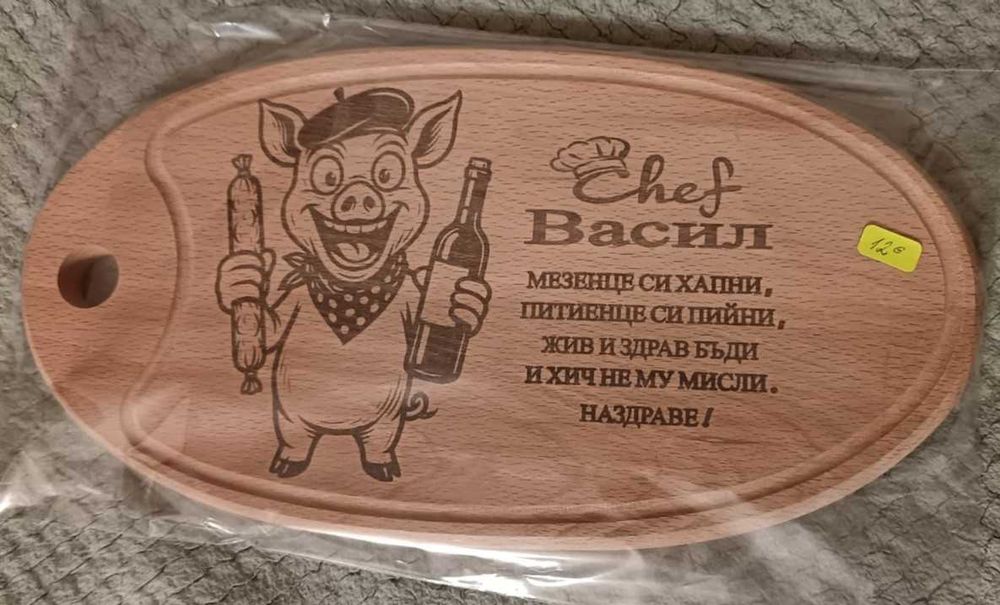 Chef
Васил
МЕЗЕНЦЕ СИ ХАПНИ,
ПИТИЕНЦЕ СИ ПИЙНИ,
ЖИВ И ЗДРАВ БЪДИ
И ХИЧ НЕ МУ МИСЛИ.
НАЗДРАВЕ!
12€